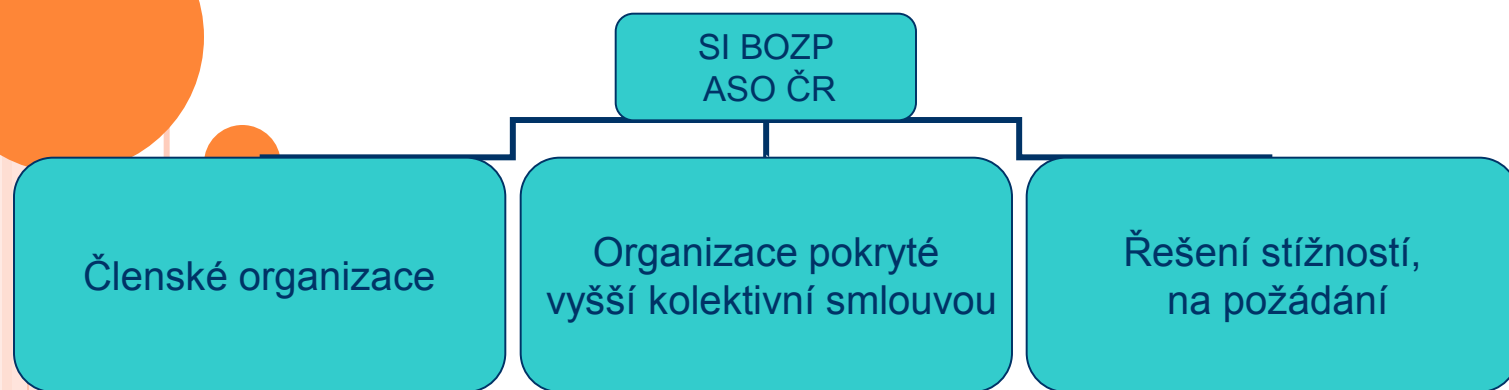 SI BOZP
ASO ČR
Členské organizace
Organizace pokryté
vyšší kolektivní smlouvou
Řešení stížností,
na požádání